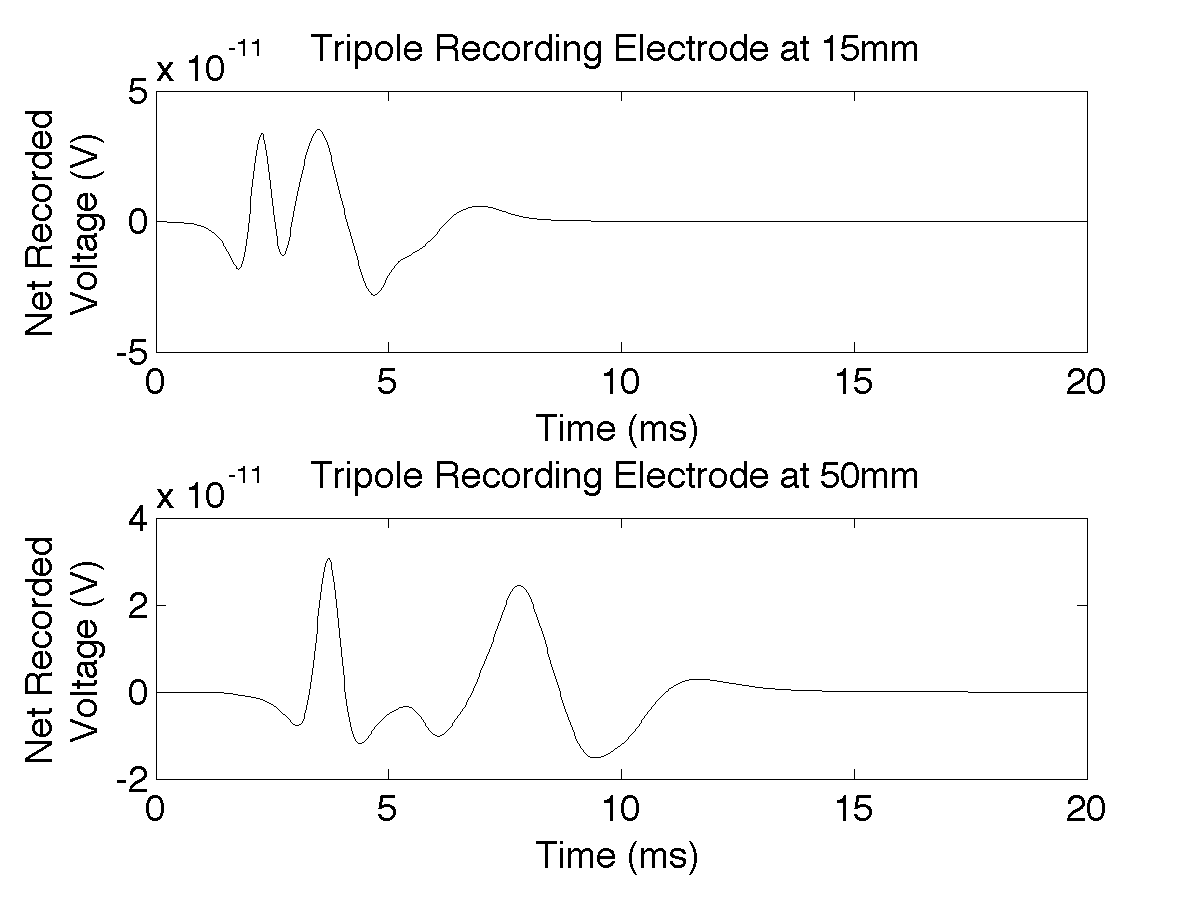 Tripole Recording Electrode at 15mm
x 10-11
5
0
-5
Net Recorded
Voltage (V)
0 5 10 15 20
Time (ms)
Tripole Recording Electrode at 50mm
x 10-11
4
2
0
-2
Net Recorded
Voltage (V)
0 5 10 15 20
Time (ms)